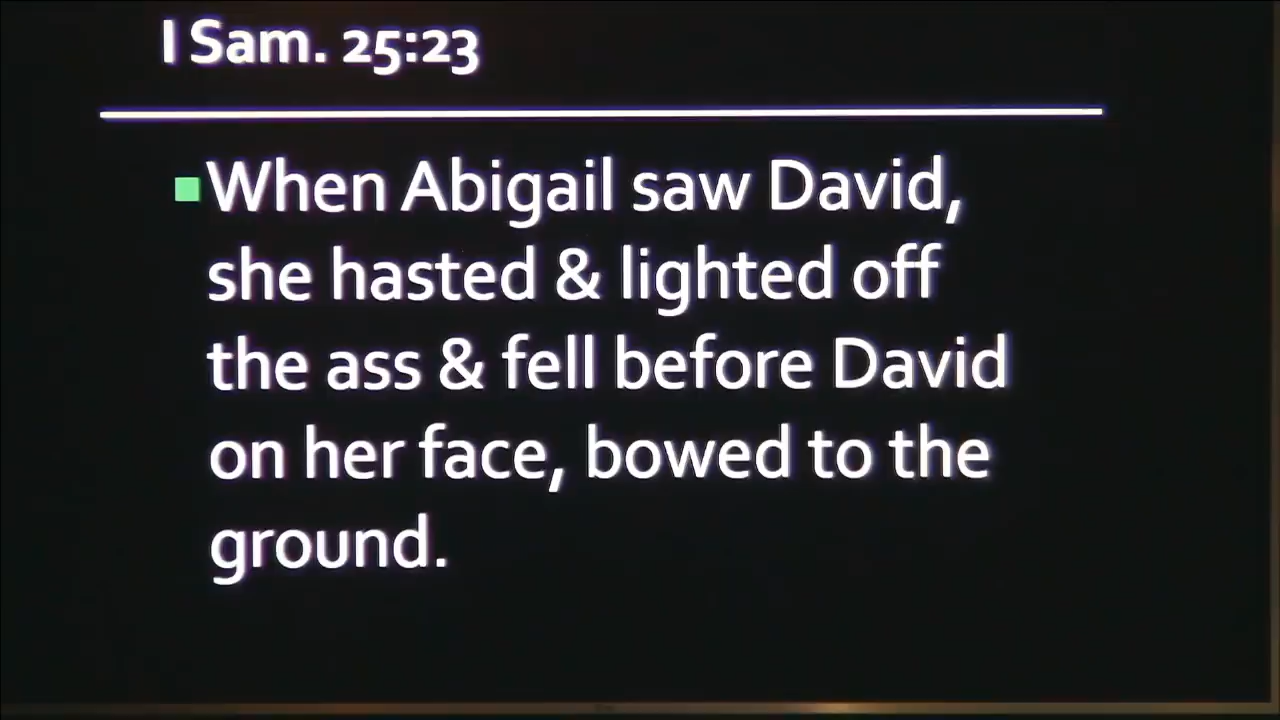 I Sam. 25:23
When Abigail saw David,
she hasted & lighted off
the ass & fell before David
on her face, bowed to the
ground.